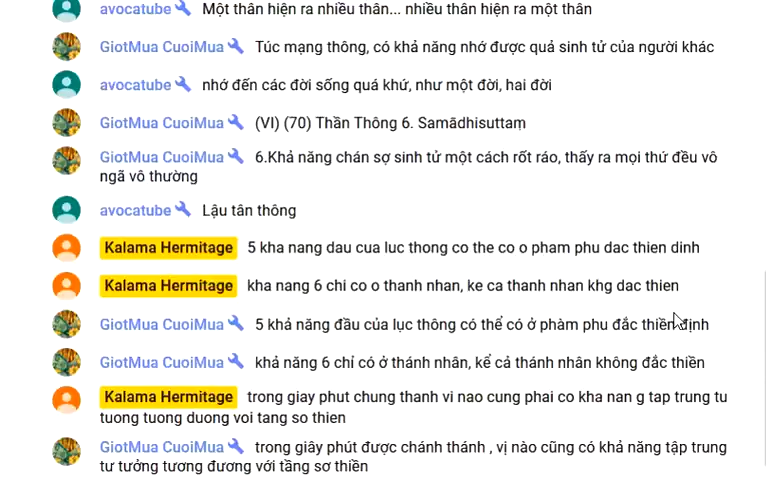 avocatube Một thân hiện ra nhiều thân... nhiều thân hiện ra một thân
GiotMua CuoiMua Túc mạng thông, có khả năng nhớ được quả sinh tử của người khác
avocatube nhớ đến các đời sống quá khứ, như một đời, hai đời
GiotMua CuoiMua (VI) (70) Thần Thông 6. Samādhisuttaṃ
GiotMua CuoiMua 6.Khả năng chán sợ sinh tử một cách rốt ráo, thấy ra mọi thứ đều vô
ngã vô thường
avocatube Lậu tân thông
Kalama Hermitage 5 kha nang dau cua luc thong co the co o pham phu dac thien dinh
Kalama Hermitage kha nang 6 chi co o thanh nhan, ke ca thanh nhan khg dac thien
GiotMua CuoiMua 5 khả năng đầu của lục thông có thể có ở phàm phu đắc thiền định
GiotMua CuoiMua khả năng 6 chỉ có ở thánh nhân, kể cả thánh nhân không đắc thiền
Kalama Hermitage trong giay phut chung thanh vi nao cung phai co kha nan g tap trung tu
tuong tuong duong voi tang so thien
GiotMua CuoiMua trong giây phút được chánh thánh , vị nào cũng có khả năng tập trung
tư tưởng tương đương với tầng sơ thiền